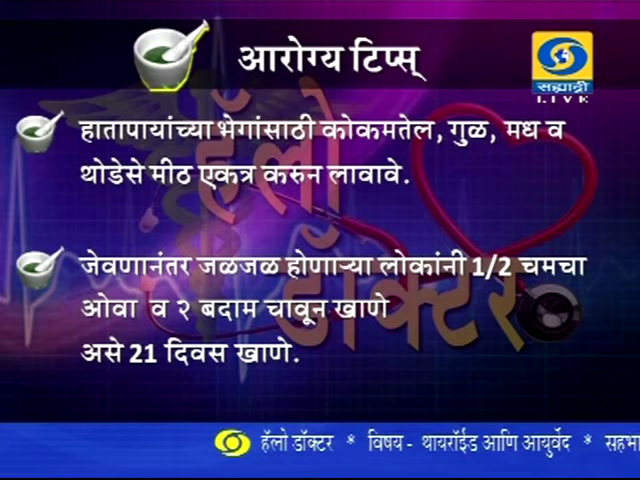 आरोग्य टिप्स्
सह्याद्री
LIVE
हातापायांच्या भेगांसाठी कोकमतेल, गुळ, मध व
थोडेसे मीठ एकत्र करुन लावावे.
हॅलो
जेवणानंतर जळजळ होणाऱ्या लोकांनी 1/2 चमचा
ओवा व २ बदाम चावून खाणे
डॉक्टर
असे 21 दिवस खाणे.
हॅलो डॉक्टर * विषय - थायरॉईड आणि आयुर्वेद * सहभा